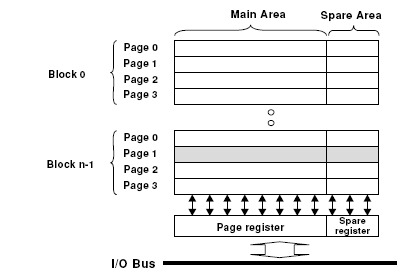 Main Area Spare Area
Page 0
Page 1
Block 0
Page 2
Page 3
Page 0
Page 1
Block n-1
Page 2
Page 3
Page register
Spare
register
I/O Bus